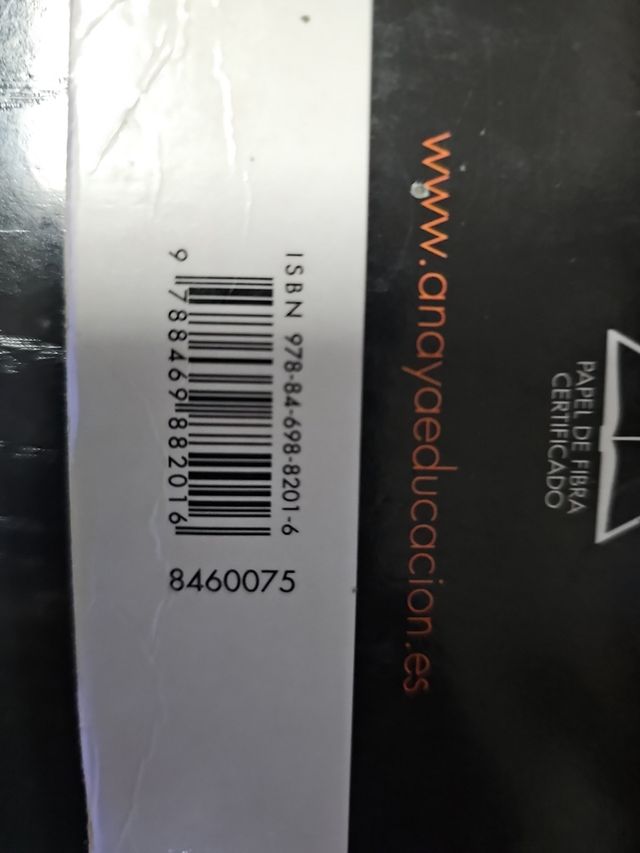 ISBN 978-84-698-8201-6
9 788469 882016
8460075
www.anayaeducacion.es
PAPEL DE FIBRA
CERTIFICADO